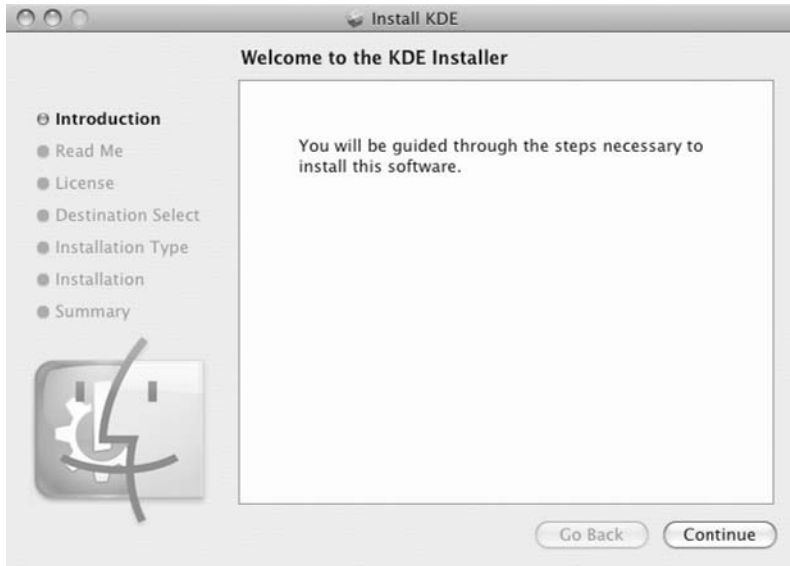 Install KDE
Welcome to the KDE Installer
Introduction
Read Me
License
Destination Select
Installation Type
Installation
Summary
You will be guided through the steps necessary to
install this software.
Go Back
Continue